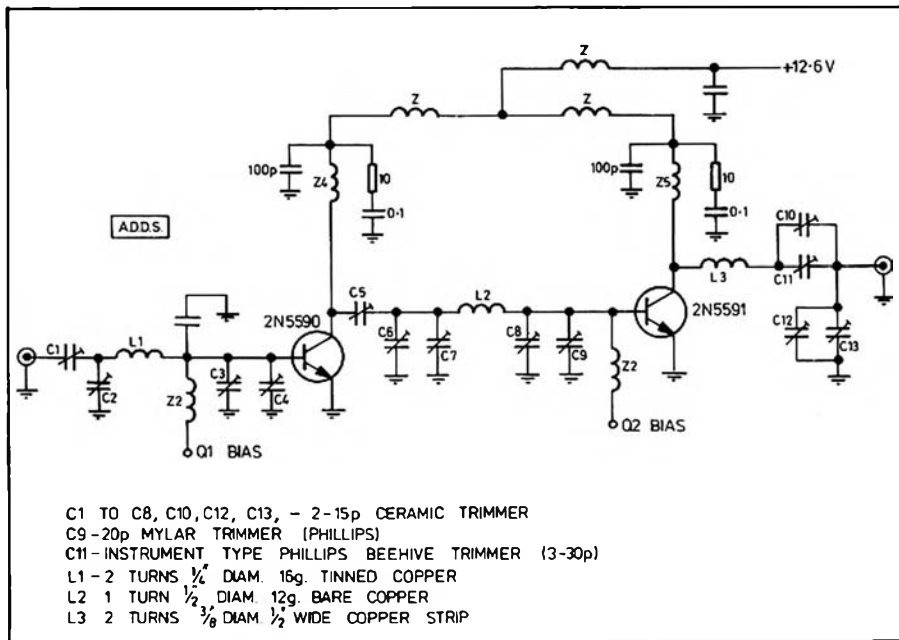 Z
+12·6V
Z
Z
100p
Z4
10
0·1
100p
Z5
10
0·1
A.D.D.S.
C10
C11
L3
C12
C13
2N5590
C5
L2
2N5591
C6
C7
C8
C9
C1
L1
C2
C3
C4
Z2
Z2
Q1 BIAS
Q2 BIAS
C1 TO C8, C10, C12, C13, - 2-15p CERAMIC TRIMMER
C9-20p MYLAR TRIMMER (PHILLIPS)
C11-INSTRUMENT TYPE PHILLIPS BEEHIVE TRIMMER (3-30p)
L1-2 TURNS 1/4" DIAM. 16g. TINNED COPPER
L2 1 TURN 1/2" DIAM. 12g. BARE COPPER
L3 2 TURNS 3/8" DIAM. 1/2" WIDE COPPER STRIP